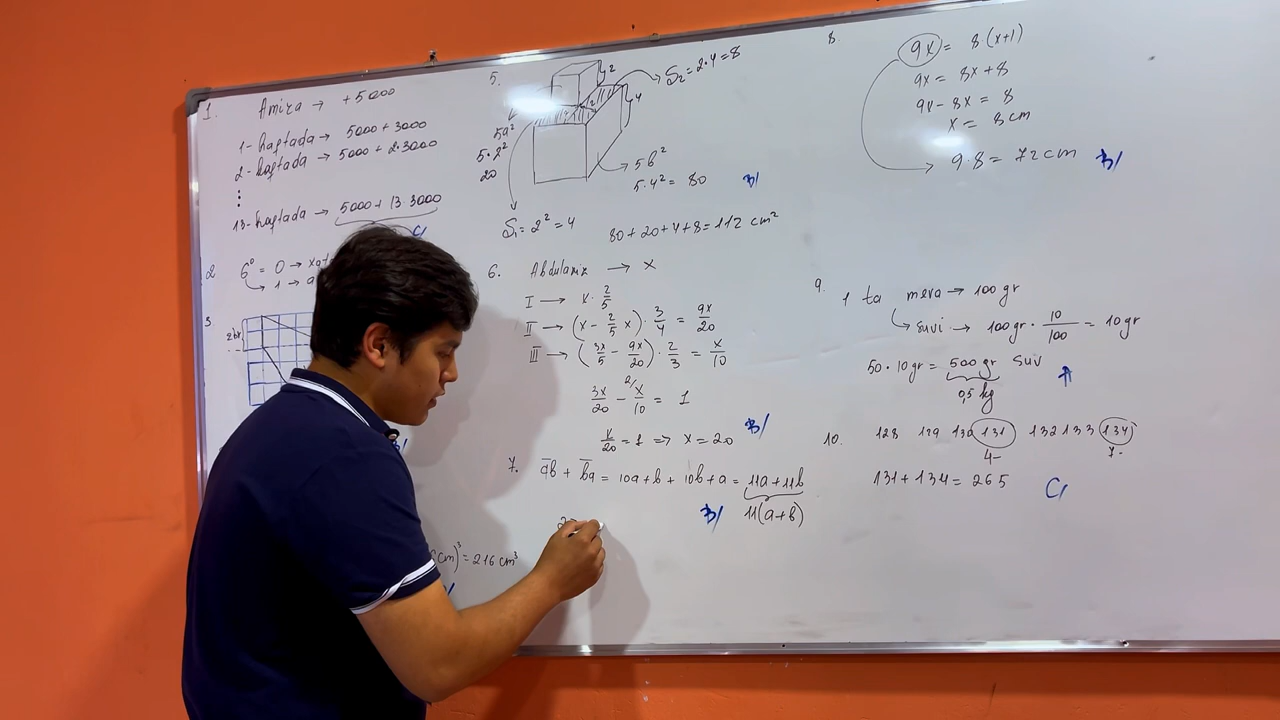 1. Amira → +5000
1-haftada → 5000 + 3000
2-haftada → 5000 + 2·3000
⋮
13-haftada → 5000 + 13·3000
C/
2 6⁰ = 0 →
1 →
3
5.
2
4
S₂ = 2·4 = 8
5a²
5·2²
20
5b²
5·4² = 80
B/
S₁ = 2² = 4
80 + 20 + 4 + 8 = 112 cm²
6. → x
I → x · 2/5
II → (x − 2/5 x) · 3/4 = 9x/20
III → (3x/5 − 9x/20) · 2/3 = x/10
3x/20 − ²/x/10 = 1
x/20 = 1 => x = 20
B/
7. ab + ba = 10a + b + 10b + a = 11a + 11b
11(a+b)
B/
cm)³ = 216 cm³
8
9x = 8(x+1)
9x = 8x + 8
9x − 8x = 8
x = 8 cm
9·8 = 72 cm
B/
9. 1 ta meva → 100 gr
suvi → 100 gr · 10/100 = 10 gr
50 · 10 gr = 500 gr suv
0,5 kg
A
10. 128 129 130 131 132 133 134
4- 7-
131 + 134 = 265
C/